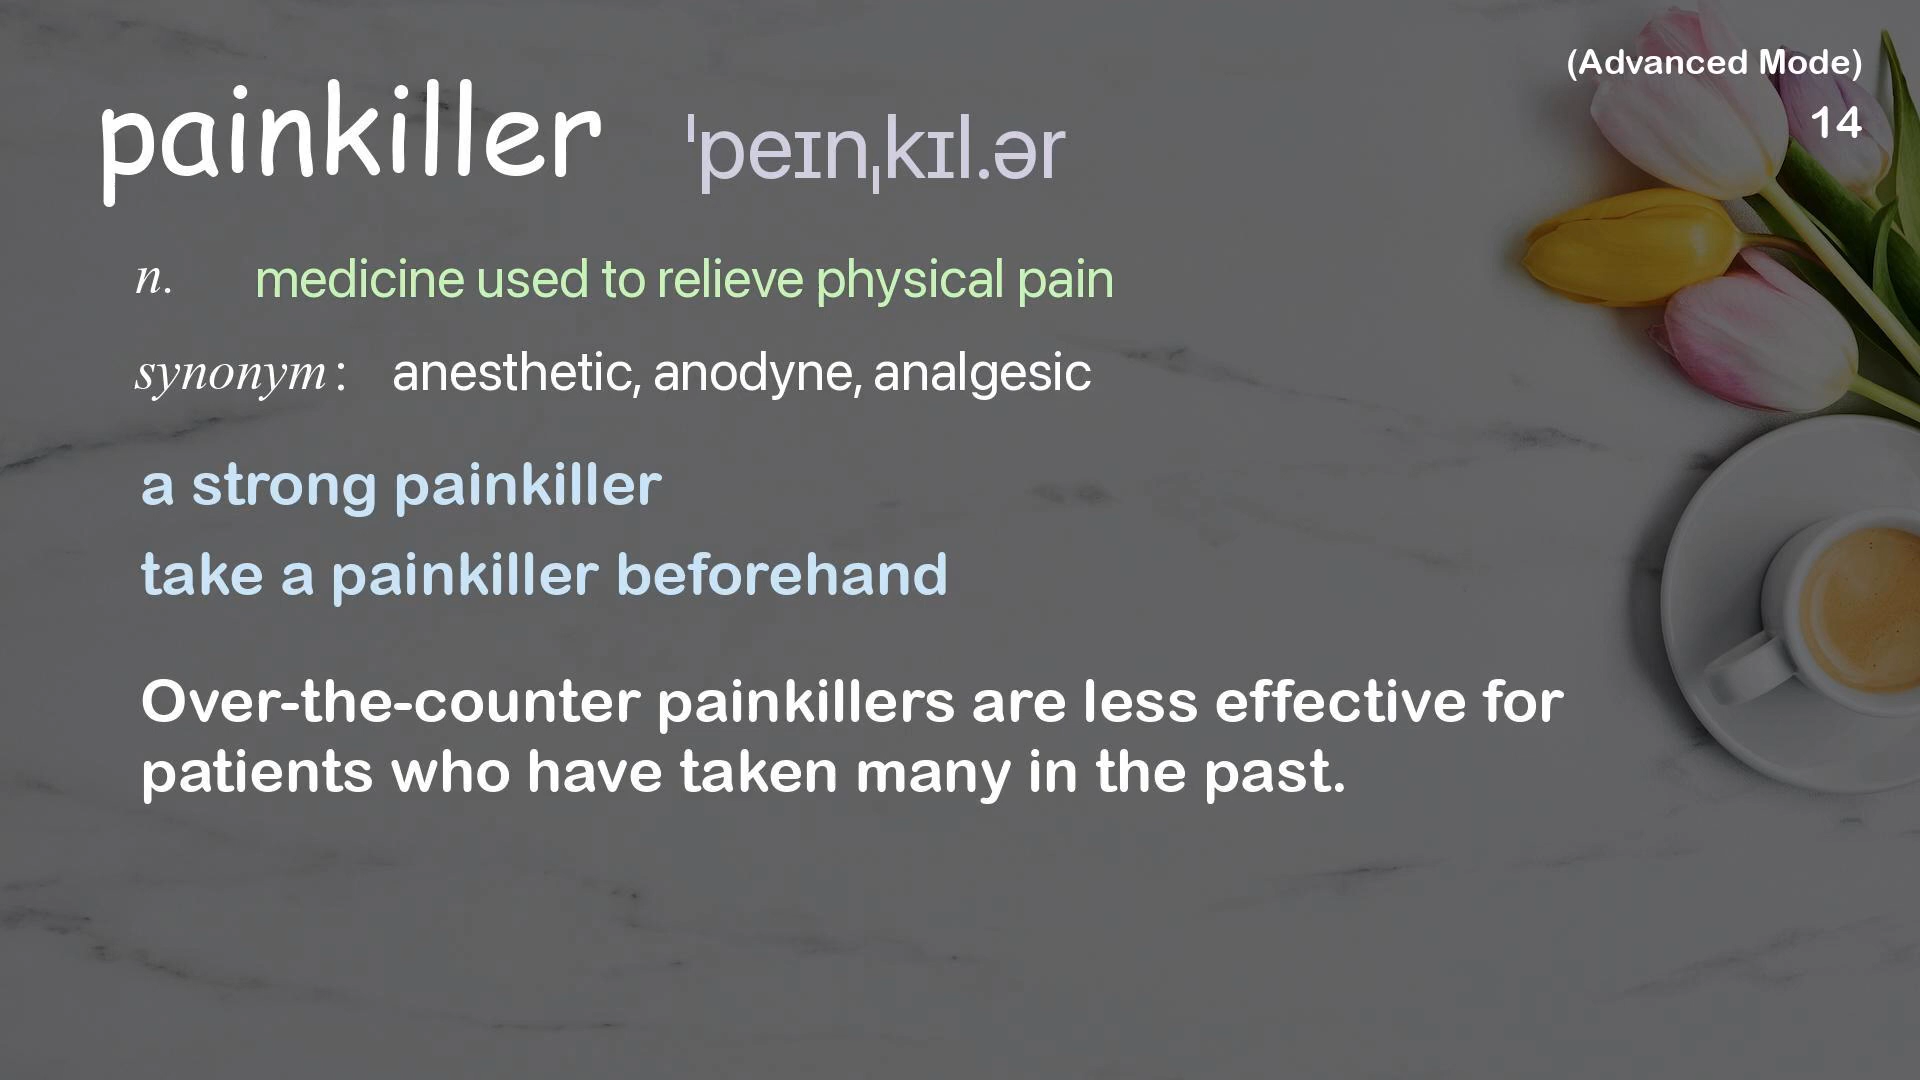 (Advanced Mode)
14
painkiller ˈpeɪnˌkɪl.ər
n. medicine used to relieve physical pain
synonym: anesthetic, anodyne, analgesic
a strong painkiller
take a painkiller beforehand
Over-the-counter painkillers are less effective for
patients who have taken many in the past.